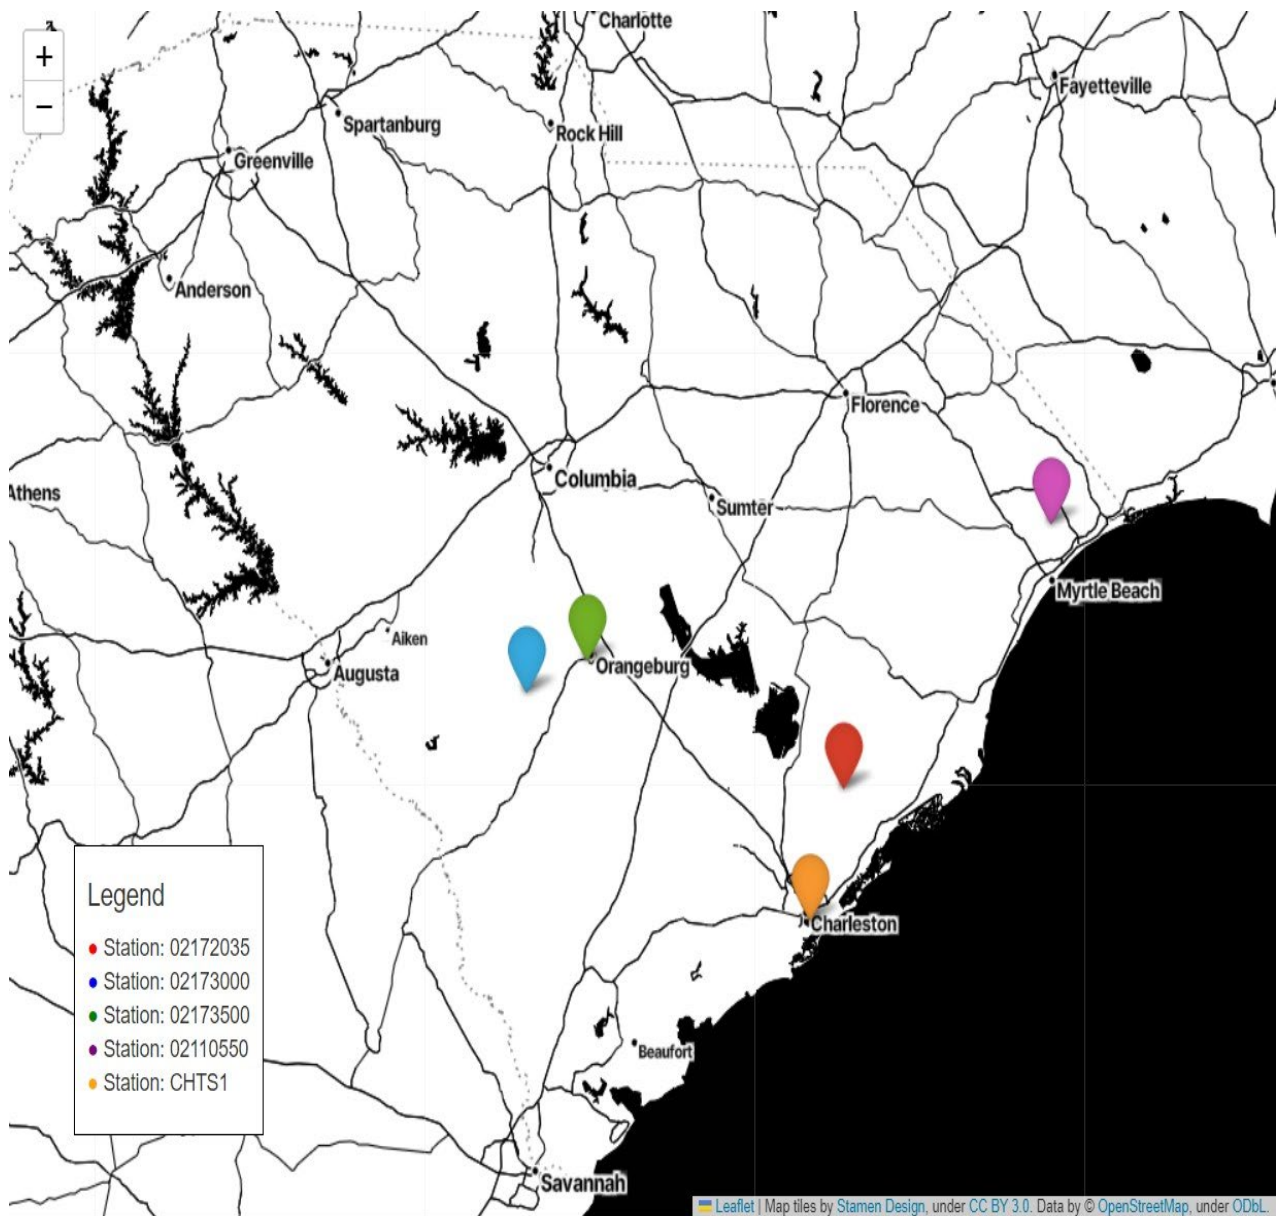 Charlotte
+
−
Fayetteville
Spartanburg
Rock Hill
Greenville
Anderson
Florence
Columbia
Athens
Sumter
Myrtle Beach
Aiken
Orangeburg
Augusta
Legend
Charleston
Station: 02172035
Station: 02173000
Station: 02173500
Station: 02110550
Station: CHTS1
Beaufort
Savannah
Leaflet | Map tiles by Stamen Design, under CC BY 3.0. Data by © OpenStreetMap, under ODbL.